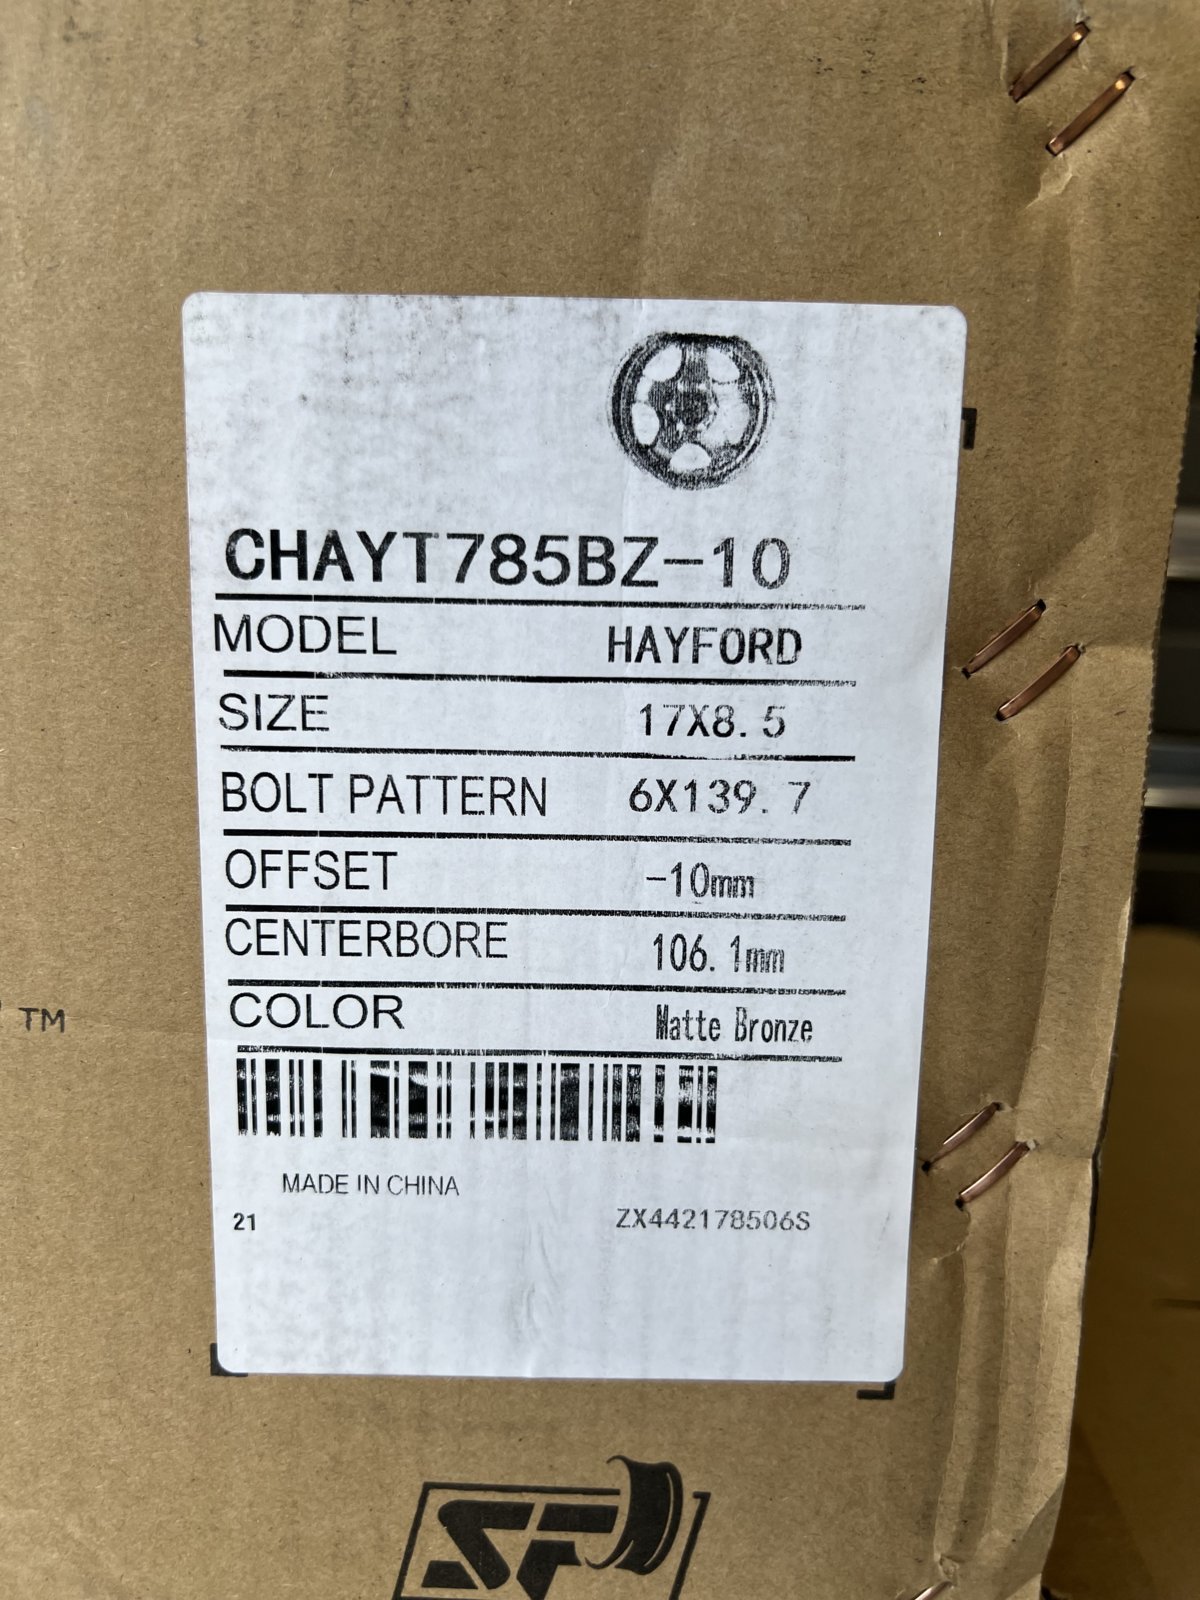 CHAYT785BZ-10
MODEL HAYFORD
SIZE 17X8.5
BOLT PATTERN 6X139.7
OFFSET -10mm
CENTERBORE 106.1mm
COLOR Matte Bronze
TM
MADE IN CHINA
21 ZX442178506S
SF